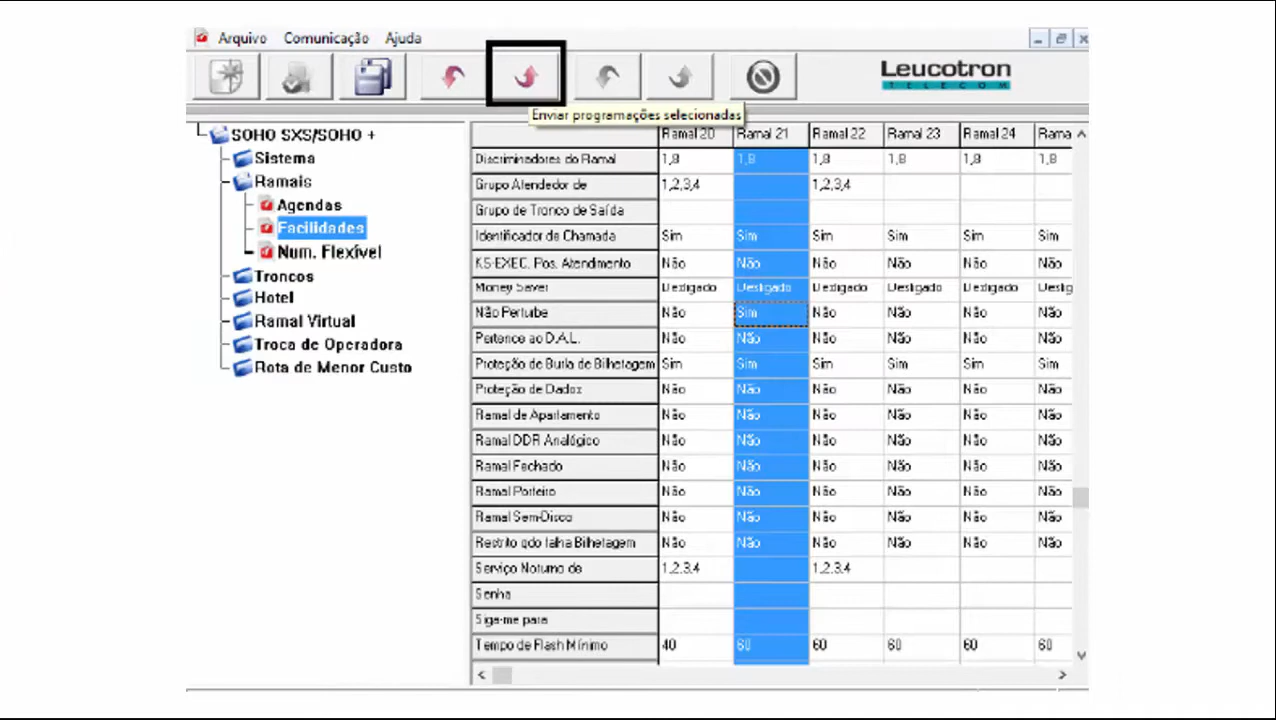 Arquivo Comunicação Ajuda
Leucotron
TELECOM
Enviar programações selecionadas
SOHO SXS/SOHO +
Sistema
Ramais
Agendas
Facilidades
Num. Flexível
Troncos
Hotel
Ramal Virtual
Troca de Operadora
Rota de Menor Custo
Ramal 20 Ramal 21 Ramal 22 Ramal 23 Ramal 24 Rama
Discriminadores do Ramal 1,8 1,8 1,8 1,8 1,8 1,8
Grupo Atendedor de 1,2,3,4 1,2,3,4
Grupo de Tronco de Saída
Identificador de Chamada Sim Sim Sim Sim Sim Sim
KS-EXEC. Pos. Atendimento Não Não Não Não Não Não
Money Saver Desligado Desligado Desligado Desligado Desligado Deslig
Não Perturbe Não Sim Não Não Não Não
Pertence ao D.A.L. Não Não Não Não Não Não
Proteção de Burla de Bilhetagem Sim Sim Sim Sim Sim Sim
Proteção de Dados Não Não Não Não Não Não
Ramal de Apartamento Não Não Não Não Não Não
Ramal DDR Analógico Não Não Não Não Não Não
Ramal Fechado Não Não Não Não Não Não
Ramal Porteiro Não Não Não Não Não Não
Ramal Sem-Disco Não Não Não Não Não Não
Restrito qdo falha Bilhetagem Não Não Não Não Não Não
Serviço Noturno de 1,2,3,4 1,2,3,4
Senha
Siga-me para
Tempo de Flash Mínimo 40 60 60 60 60 60